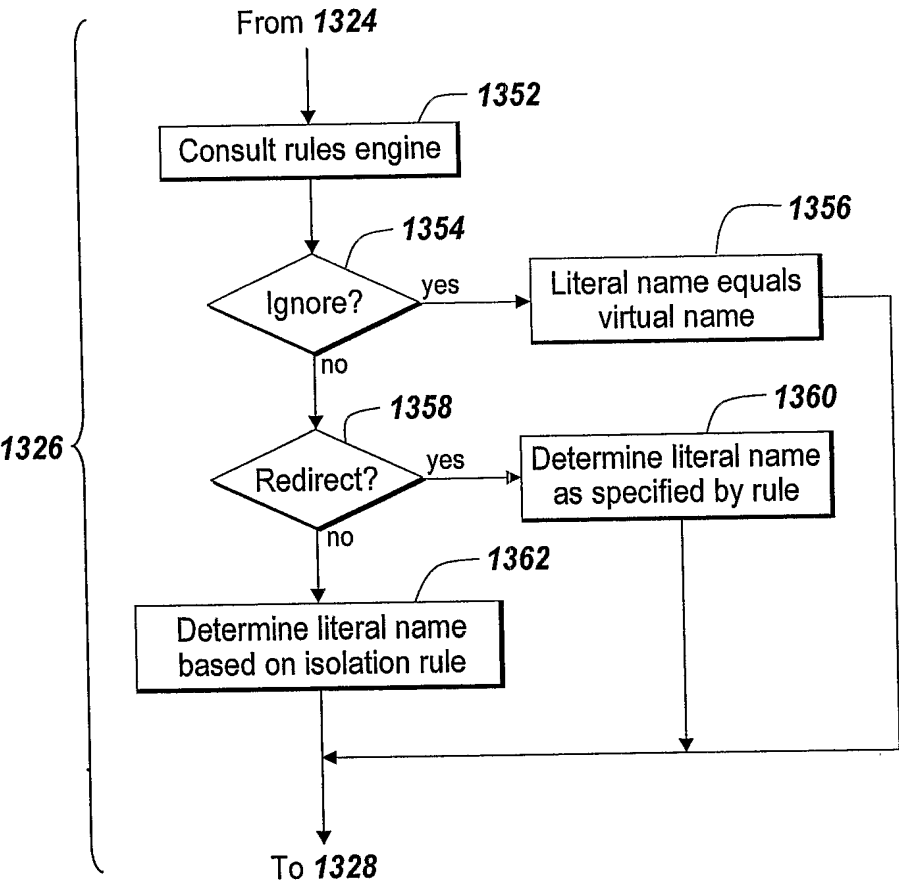 From 1324
1352
Consult rules engine
1354
1356
Ignore?
yes
Literal name equals
virtual name
no
1358
1360
1326
Redirect?
yes
Determine literal name
as specified by rule
no
1362
Determine literal name
based on isolation rule
To 1328